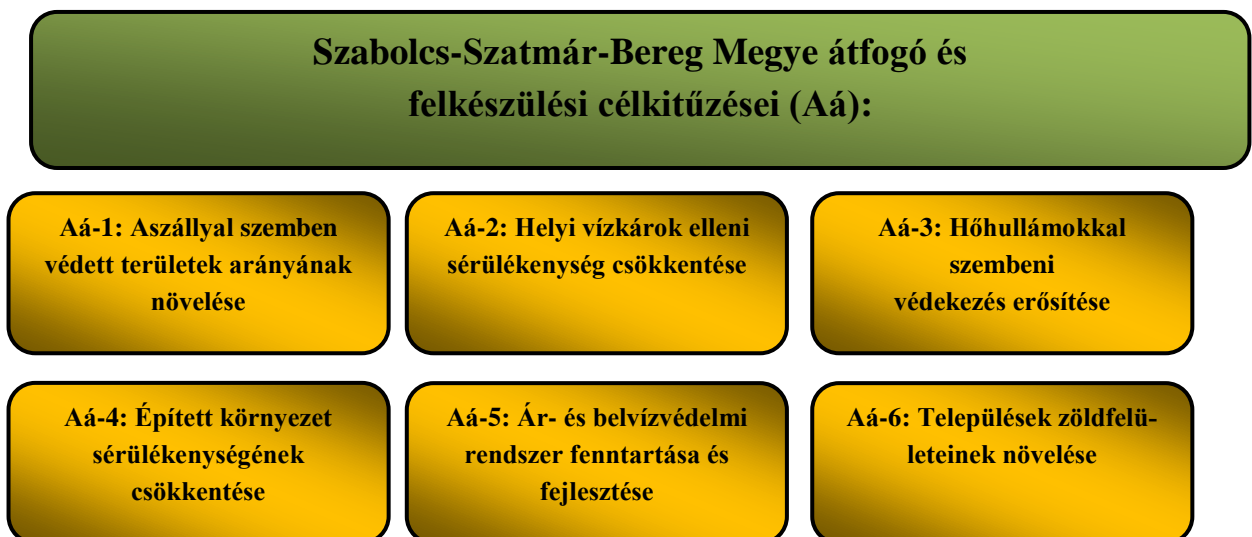 Szabolcs-Szatmár-Bereg Megye átfogó és
felkészülési célkitűzései (Aá):
Aá-1: Aszállyal szemben
védett területek arányának
növelése
Aá-2: Helyi vízkárok elleni
sérülékenység csökkentése
Aá-3: Hőhullámokkal
szembeni
védekezés erősítése
Aá-4: Épített környezet
sérülékenységének
csökkentése
Aá-5: Ár- és belvízvédelmi
rendszer fenntartása és
fejlesztése
Aá-6: Települések zöldfelü-
leteinek növelése